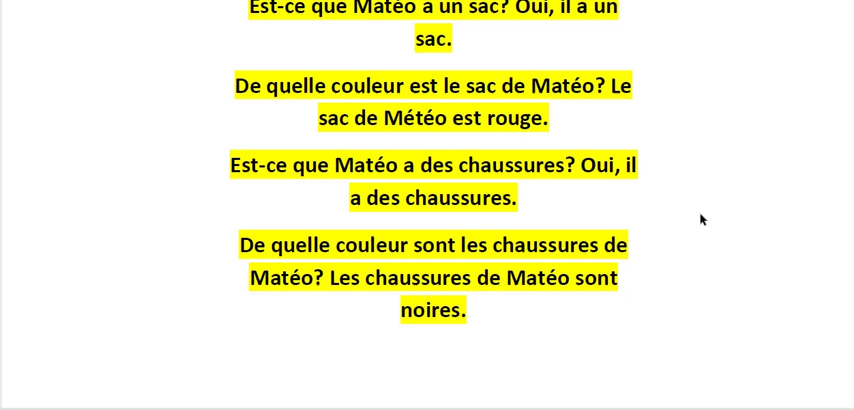 Est-ce que Matéo a un sac? Oui, il a un
sac.
De quelle couleur est le sac de Matéo? Le
sac de Météo est rouge.
Est-ce que Matéo a des chaussures? Oui, il
a des chaussures.
De quelle couleur sont les chaussures de
Matéo? Les chaussures de Matéo sont
noires.